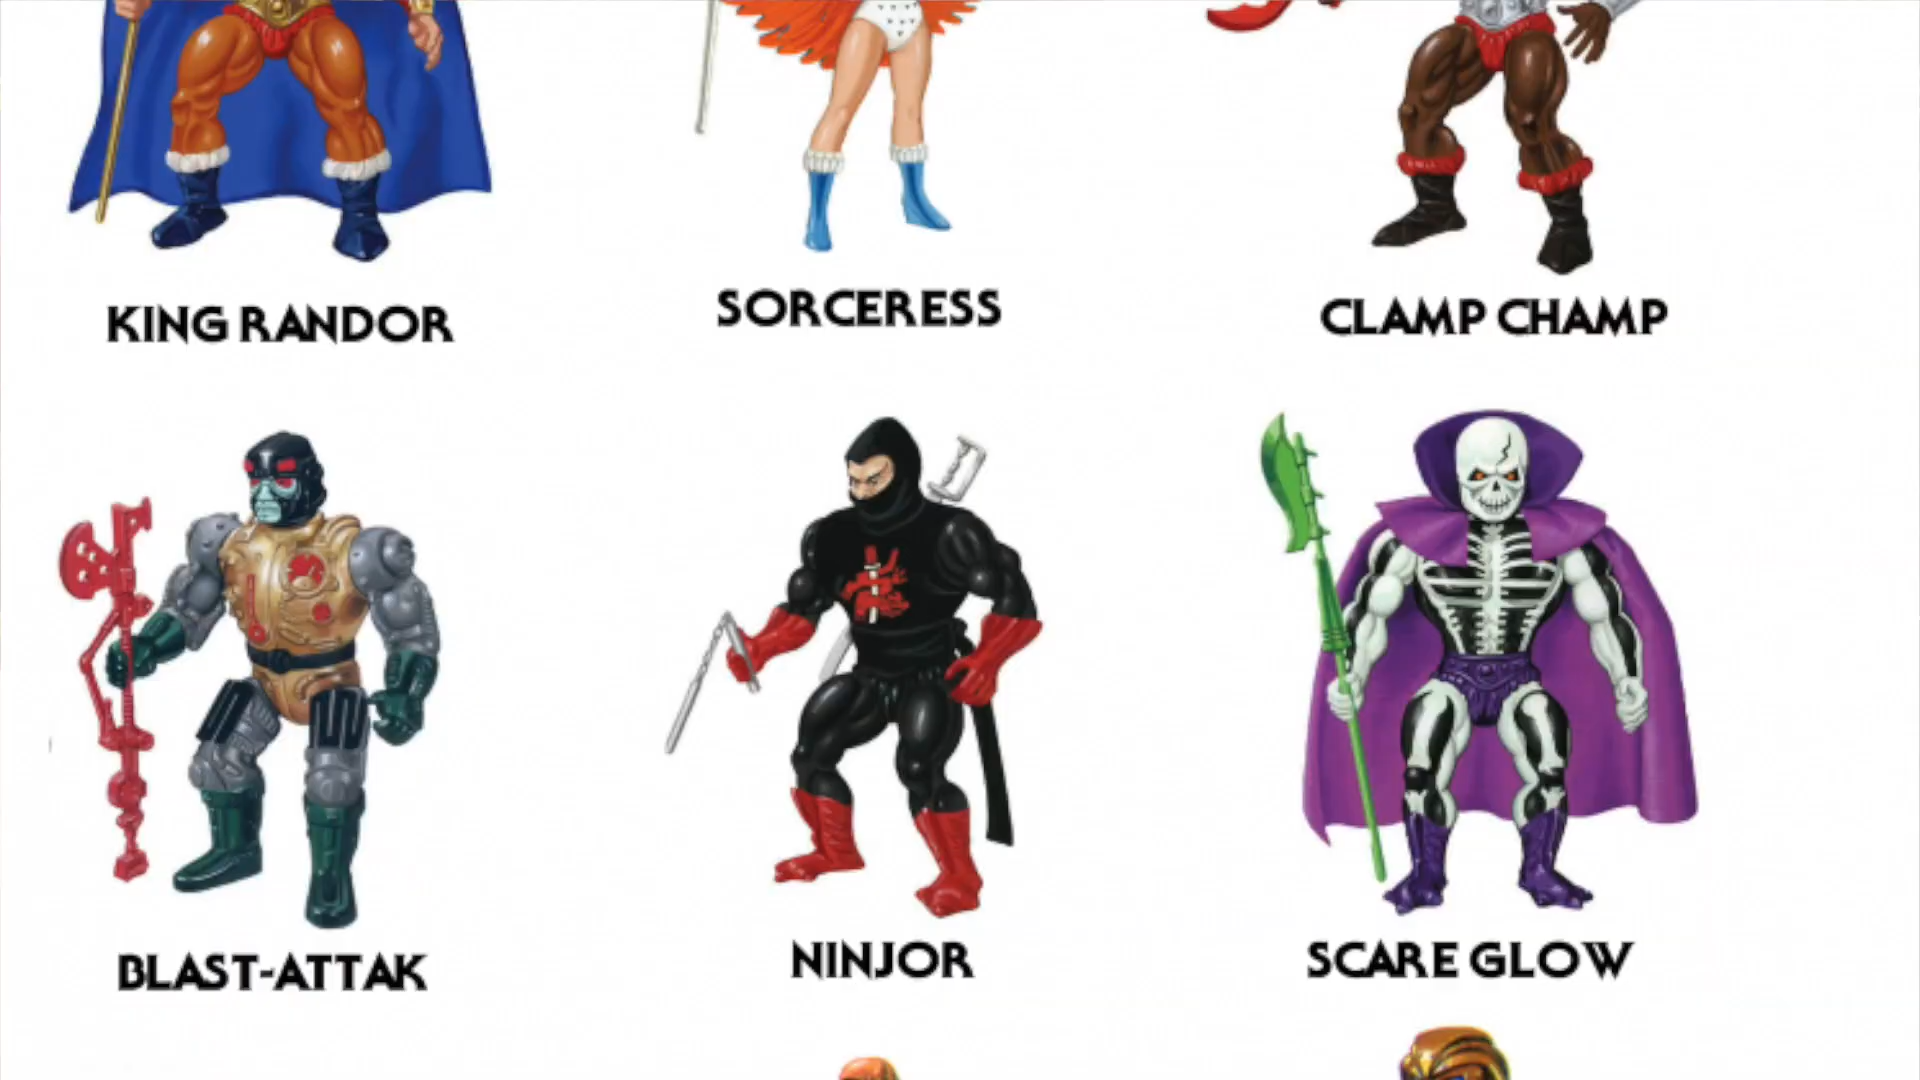 KING RANDOR
SORCERESS
CLAMP CHAMP
BLAST-ATTAK
NINJOR
SCARE GLOW